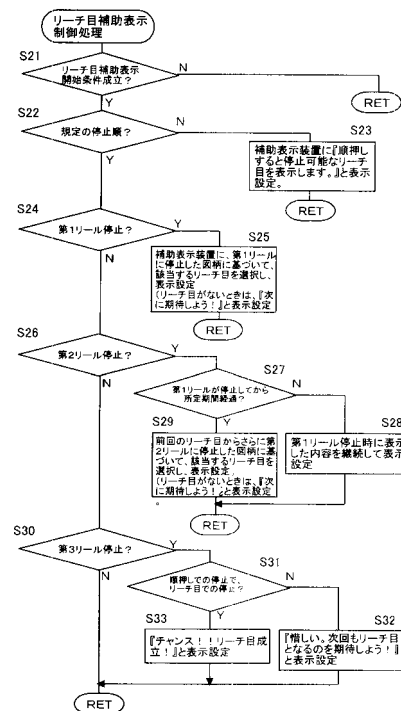 リーチ目補助表示
制御処理
S21
リーチ目補助表示
開始条件成立？
N
Y
RET
S22
規定の停止順？
N
Y
S23
補助表示装置に『順押し
すると停止可能なリーチ
目を表示します。』と表示
設定。
RET
S24
第1リール停止？
Y
N
S25
補助表示装置に、第1リール
に停止した図柄に基づいて、
該当するリーチ目を選択し、
表示設定
（リーチ目がないときは、『次
に期待しよう！』と表示設定
RET
S26
第2リール停止？
Y
N
S27
第1リールが停止してから
所定期間経過？
N
Y
S29
前回のリーチ目からさらに第
2リールに停止した図柄に基
づいて、該当するリーチ目を
選択し、表示設定。
（リーチ目がないときは、『次
に期待しよう！』と表示設定
。
S28
第1リール停止時に表示
した内容を継続して表示
設定
RET
S30
第3リール停止？
Y
N
S31
順押しての停止で、
リーチ目での停止？
N
Y
S33
『チャンス！！リーチ目成
立！』と表示設定
S32
『惜しい。次回もリーチ目
となるのを期待しよう！』
と表示設定
RET